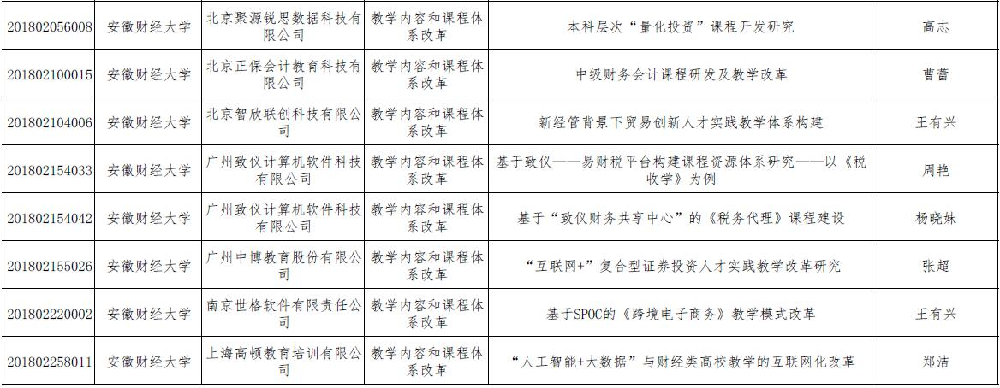 201802056008 安徽财经大学 北京聚源锐思数据科技有 教学内容和课程体 本科层次“量化投资”课程开发研究 高志
限公司 系改革
201802100015 安徽财经大学 北京正保会计教育科技有 教学内容和课程体 中级财务会计课程研发及教学改革 曹蕾
限公司 系改革
201802104006 安徽财经大学 北京智欣联创科技有限公 教学内容和课程体 新经管背景下贸易创新人才实践教学体系构建 王有兴
司 系改革
201802154033 安徽财经大学 广州致仪计算机软件科技 教学内容和课程体 基于致仪——易财税平台构建课程资源体系研究——以《税 周艳
有限公司 系改革 收学》为例
201802154042 安徽财经大学 广州致仪计算机软件科技 教学内容和课程体 基于“致仪财务共享中心”的《税务代理》课程建设 杨晓妹
有限公司 系改革
201802155026 安徽财经大学 广州中博教育股份有限公 教学内容和课程体 “互联网+”复合型证券投资人才实践教学改革研究 张超
司 系改革
201802220002 安徽财经大学 南京世格软件有限责任公 教学内容和课程体 基于SPOC的《跨境电子商务》教学模式改革 王有兴
司 系改革
201802258011 安徽财经大学 上海高顿教育培训有限公 教学内容和课程体 “人工智能+大数据”与财经类高校教学的互联网化改革 郑洁
司 系改革